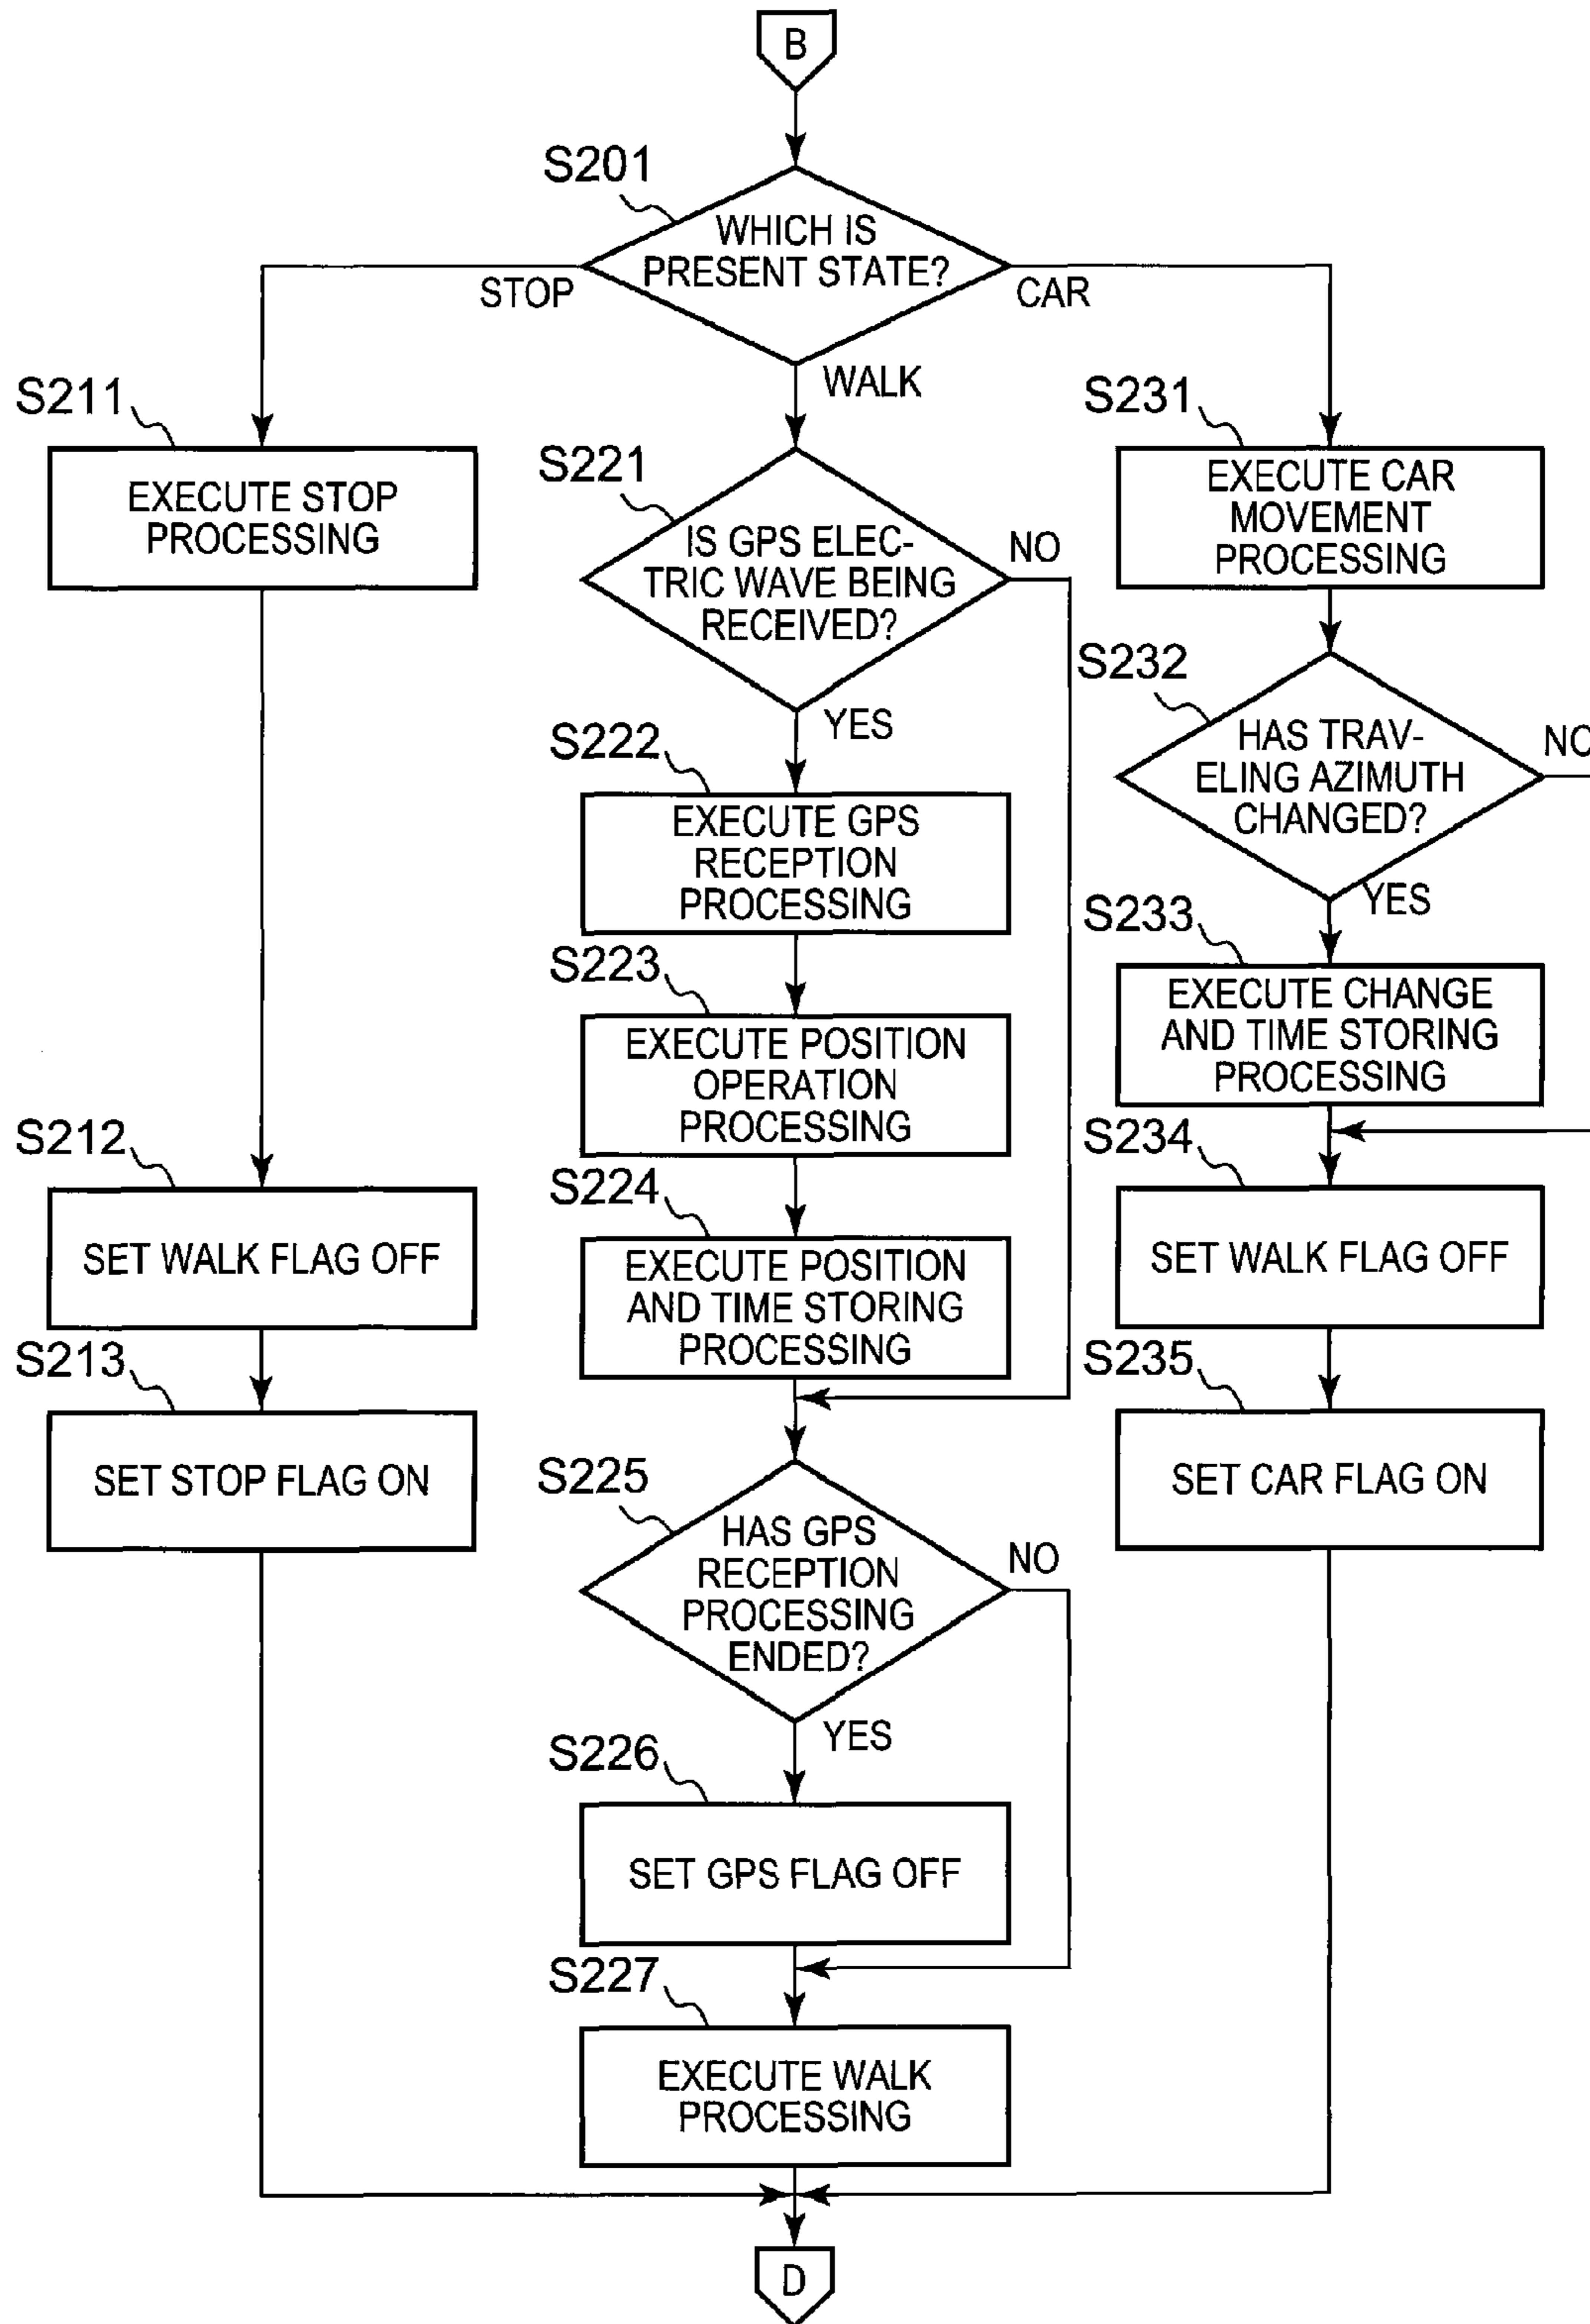 B
S201
WHICH IS
PRESENT STATE?
STOP
CAR
WALK
S211
EXECUTE STOP
PROCESSING
S212
SET WALK FLAG OFF
S213
SET STOP FLAG ON
S221
IS GPS ELEC-
TRIC WAVE BEING
RECEIVED?
NO
YES
S222
EXECUTE GPS
RECEPTION
PROCESSING
S223
EXECUTE POSITION
OPERATION
PROCESSING
S224
EXECUTE POSITION
AND TIME STORING
PROCESSING
S225
HAS GPS
RECEPTION
PROCESSING
ENDED?
NO
YES
S226
SET GPS FLAG OFF
S227
EXECUTE WALK
PROCESSING
S231
EXECUTE CAR
MOVEMENT
PROCESSING
S232
HAS TRAV-
ELING AZIMUTH
CHANGED?
NO
YES
S233
EXECUTE CHANGE
AND TIME STORING
PROCESSING
S234
SET WALK FLAG OFF
S235
SET CAR FLAG ON
D